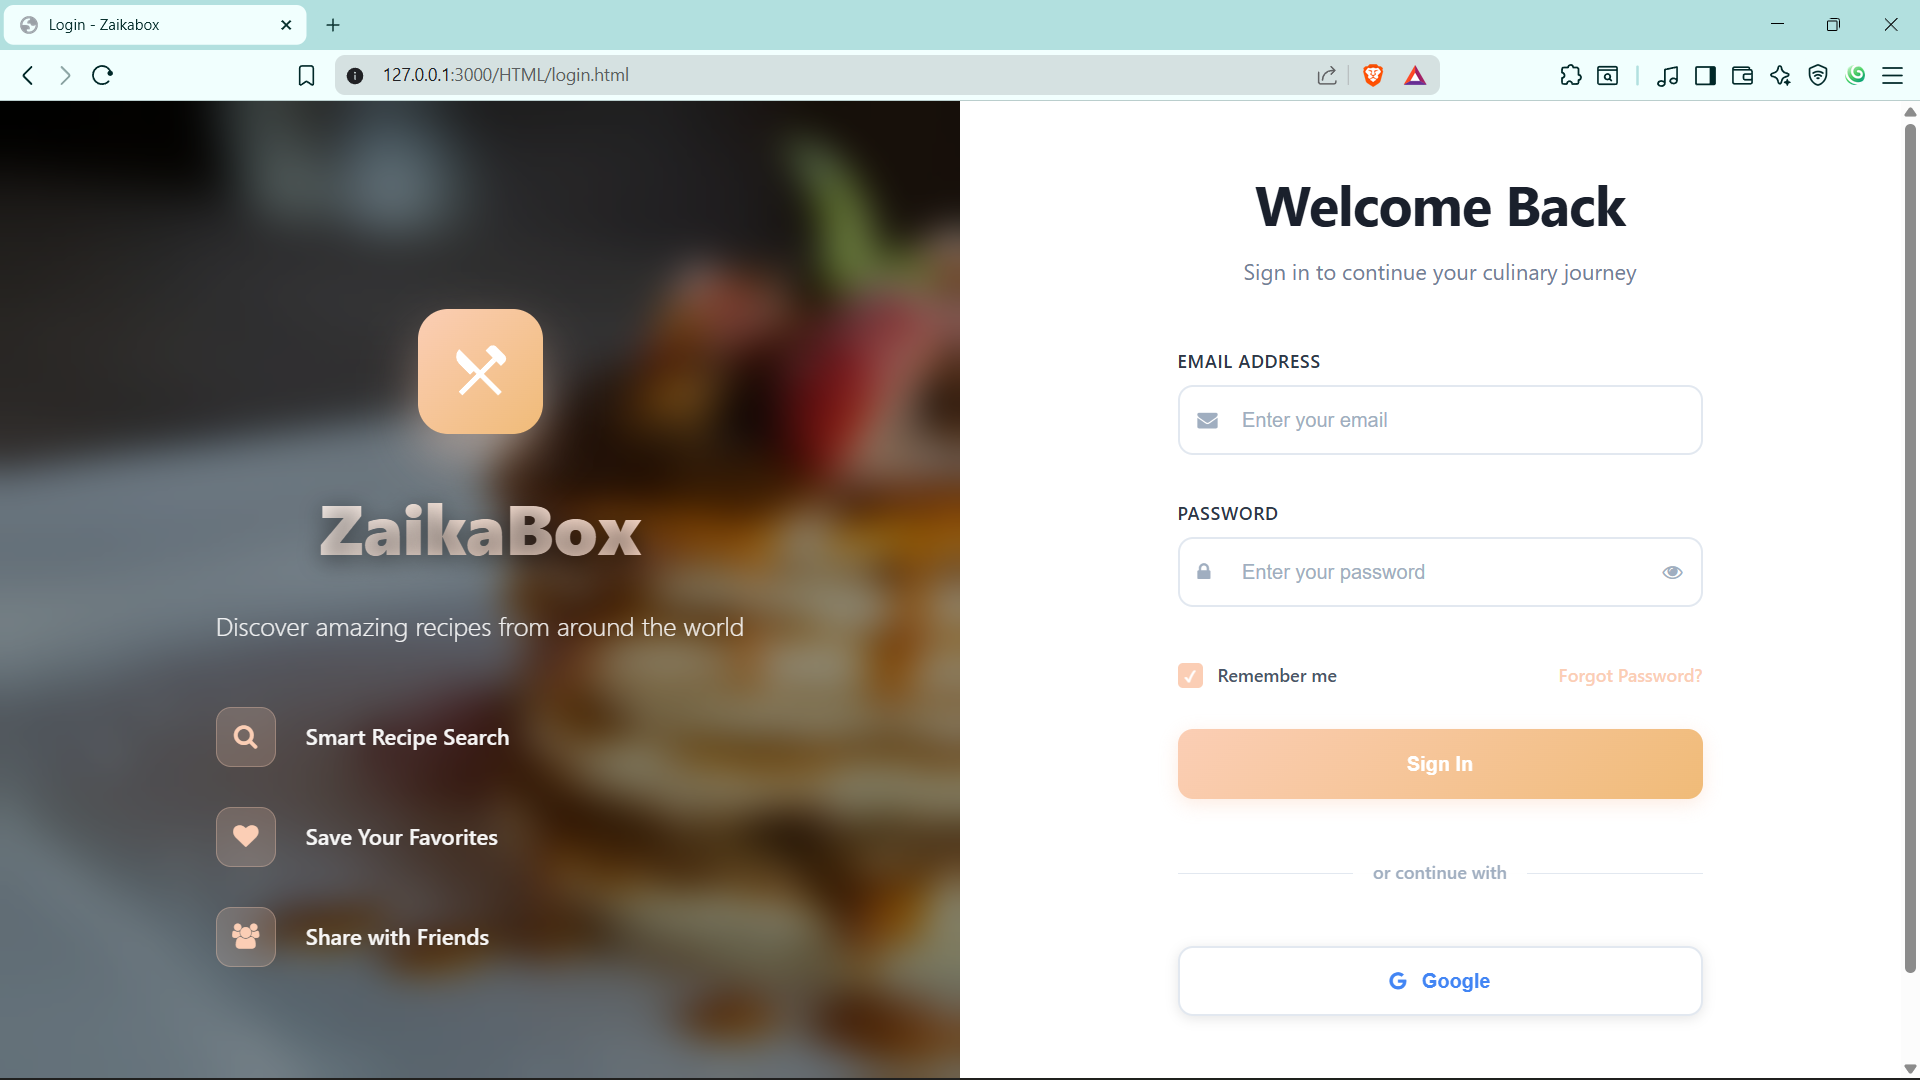 Login - Zaikabox
127.0.0.1:3000/HTML/login.html
ZaikaBox
Discover amazing recipes from around the world
Smart Recipe Search
Save Your Favorites
Share with Friends
Welcome Back
Sign in to continue your culinary journey
EMAIL ADDRESS
Enter your email
PASSWORD
Enter your password
Remember me
Forgot Password?
Sign In
or continue with
G Google